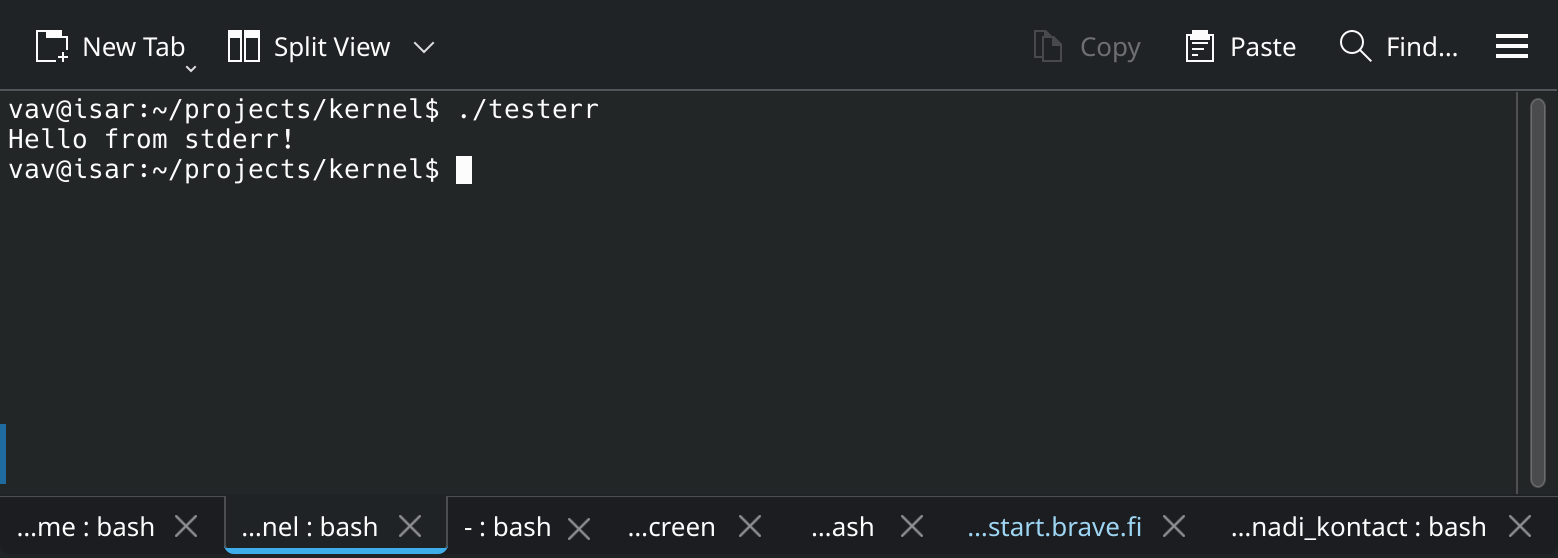 New Tab Split View Copy Paste Find...
vav@isar:~/projects/kernel$ ./testerr
Hello from stderr!
vav@isar:~/projects/kernel$
...me : bash ...nel : bash - : bash ...creen ...ash ...start.brave.fi ...nadi_kontact : bash